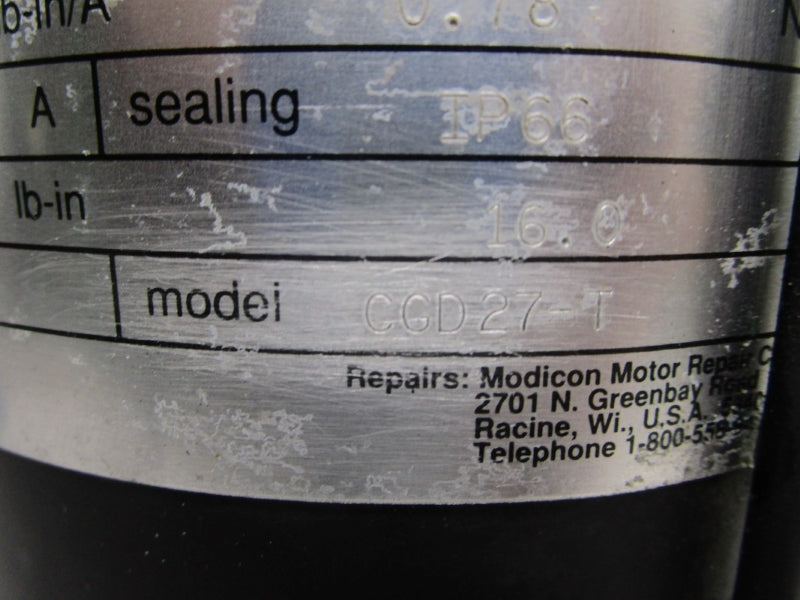 lb-in/A 0.78 N
A sealing IP66
lb-in 16.0
model CGD27-T
Repairs: Modicon Motor Repair
2701 N. Greenbay Road
Racine, Wi., U.S.A.
Telephone 1-800-